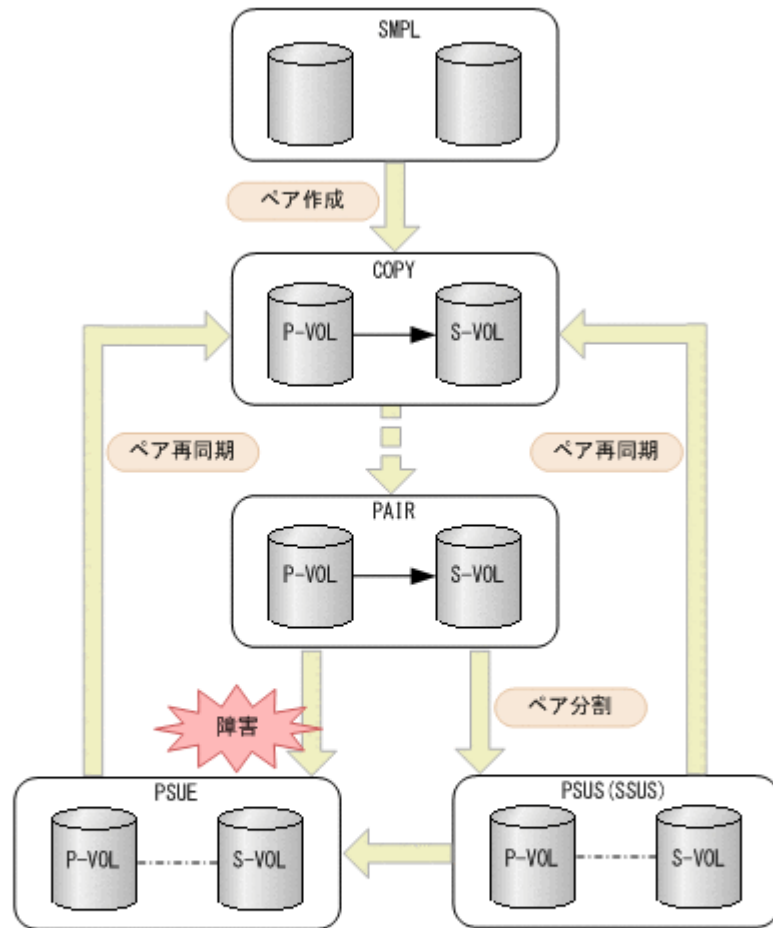 SMPL
ペア作成
COPY
P-VOL
S-VOL
ペア再同期
ペア再同期
PAIR
P-VOL
S-VOL
障害
ペア分割
PSUE
PSUS(SSUS)
P-VOL
S-VOL
P-VOL
S-VOL